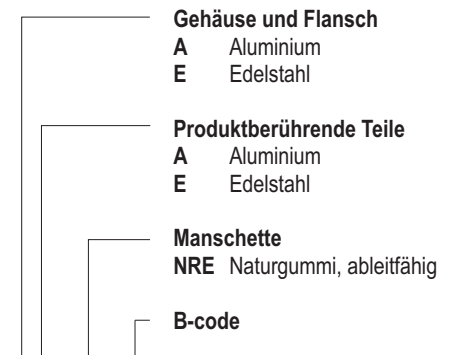 Gehäuse und Flansch
A Aluminium
E Edelstahl
Produktberührende Teile
A Aluminium
E Edelstahl
Manschette
NRE Naturgummi, ableitfähig
B-code